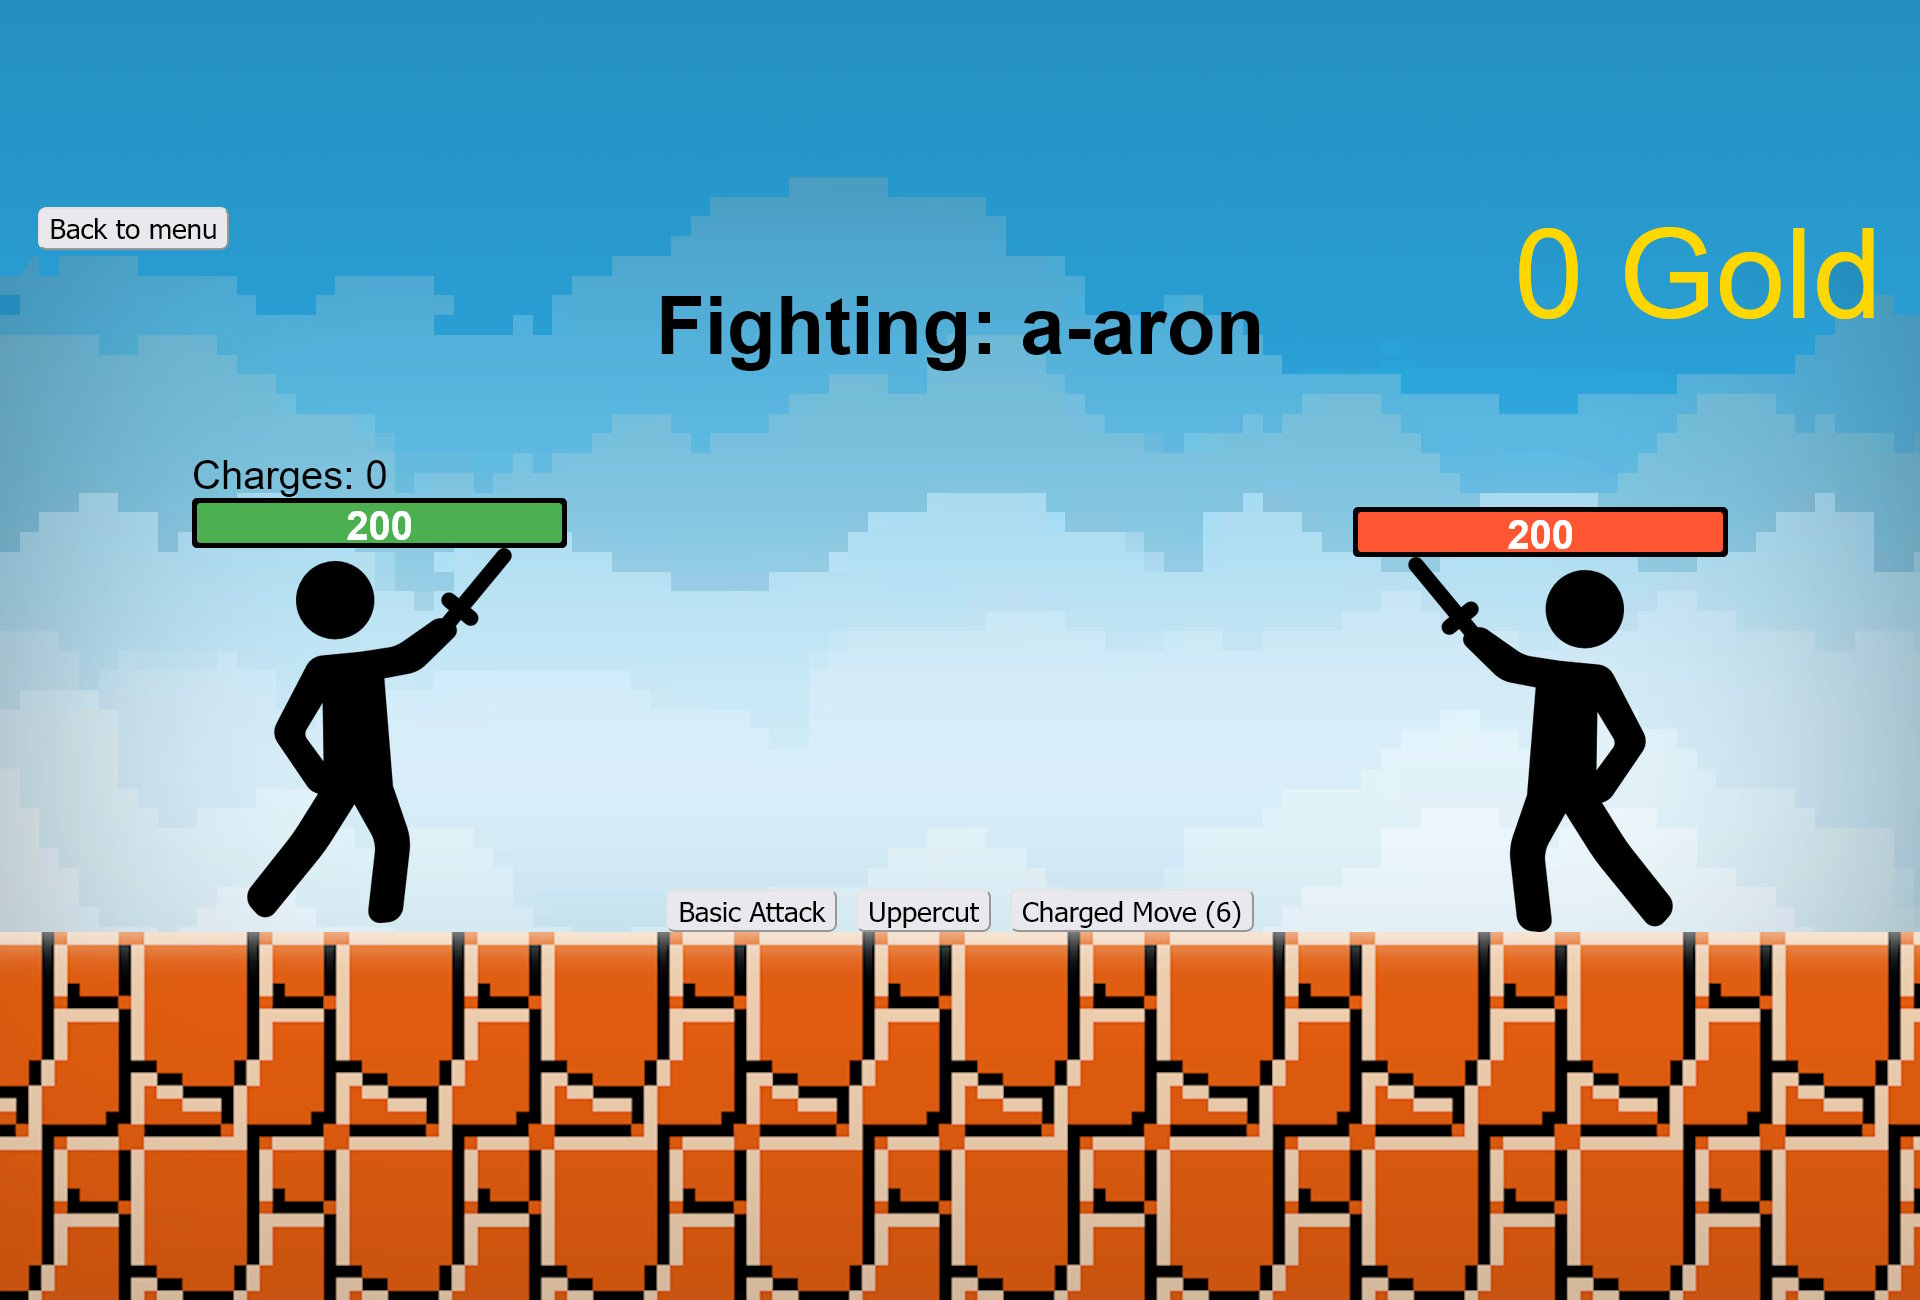 Back to menu
0 Gold
Fighting: a-aron
Charges: 0
200
200
Basic Attack
Uppercut
Charged Move (6)